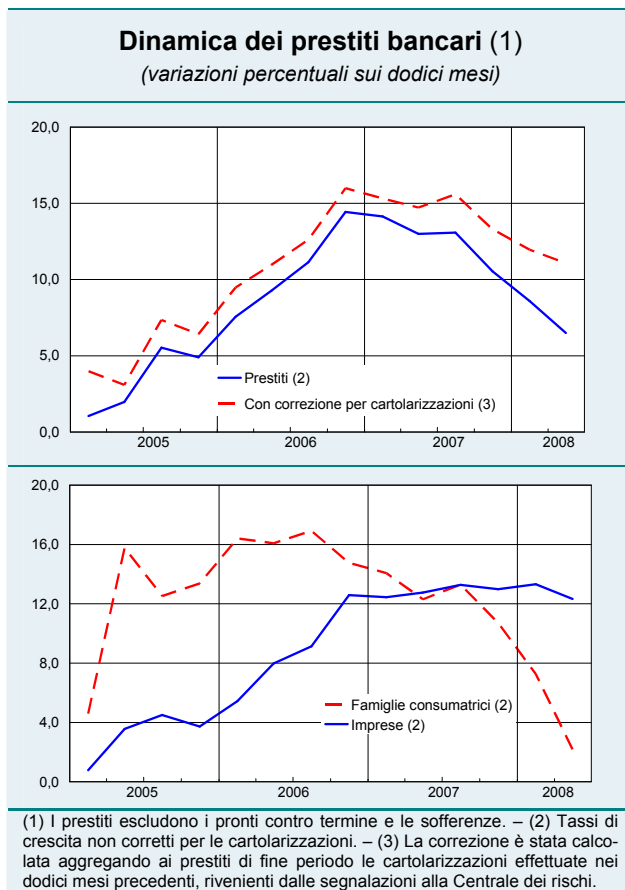 Dinamica dei prestiti bancari (1)
(variazioni percentuali sui dodici mesi)
20,0
15,0
10,0
5,0
0,0
Prestiti (2)
Con correzione per cartolarizzazioni (3)
2005 2006 2007 2008
20,0
16,0
12,0
8,0
4,0
0,0
Famiglie consumatrici (2)
Imprese (2)
2005 2006 2007 2008
(1) I prestiti escludono i pronti contro termine e le sofferenze. – (2) Tassi di
crescita non corretti per le cartolarizzazioni. – (3) La correzione è stata calco-
lata aggregando ai prestiti di fine periodo le cartolarizzazioni effettuate nei
dodici mesi precedenti, rivenienti dalle segnalazioni alla Centrale dei rischi.